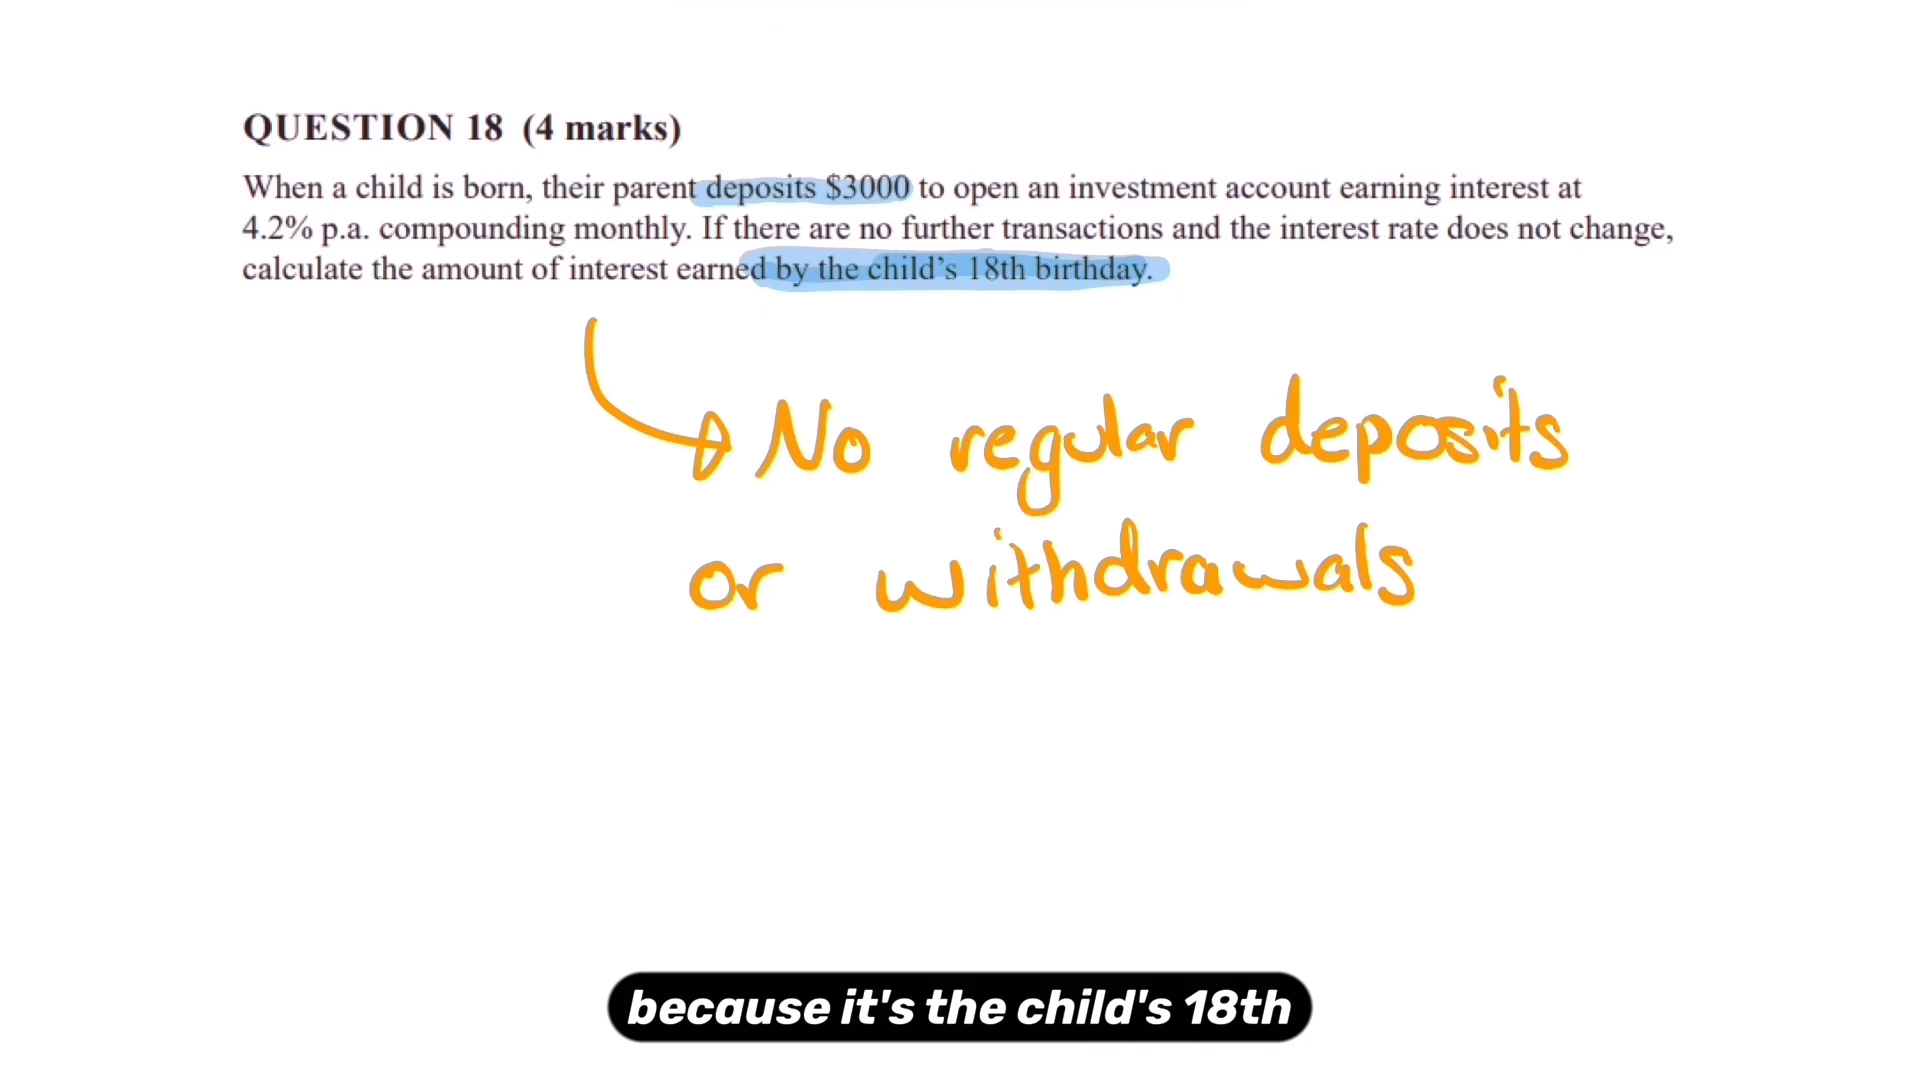 QUESTION 18 (4 marks)
When a child is born, their parent deposits $3000 to open an investment account earning interest at
4.2% p.a. compounding monthly. If there are no further transactions and the interest rate does not change,
calculate the amount of interest earned by the child's 18th birthday.
No regular deposits
or withdrawals
because it's the child's 18th